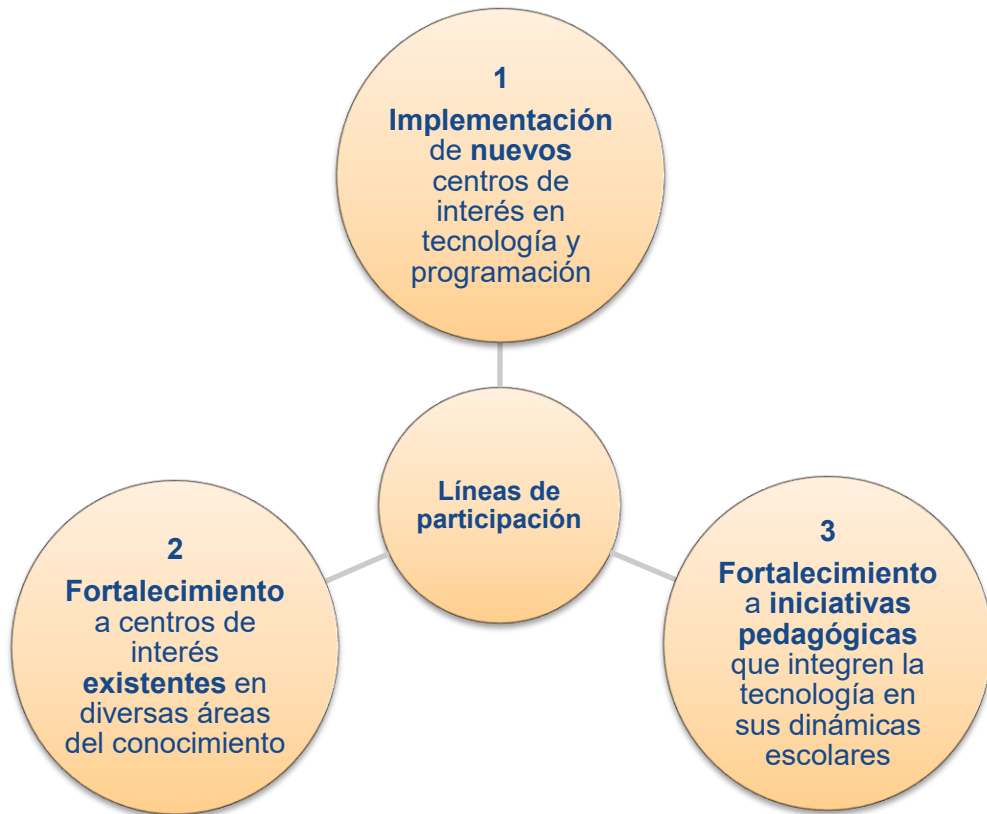 1
Implementación
de nuevos
centros de
interés en
tecnología y
programación
Líneas de
participación
2
Fortalecimiento
a centros de
interés
existentes en
diversas áreas
del conocimiento
3
Fortalecimiento
a iniciativas
pedagógicas
que integren la
tecnología en
sus dinámicas
escolares